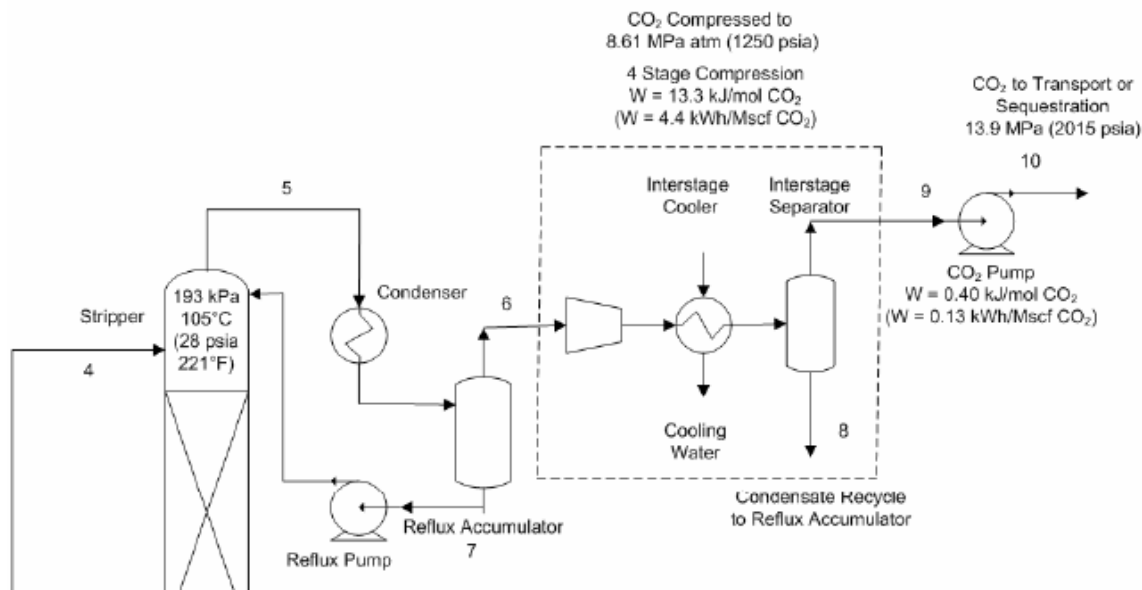 CO₂ Compressed to
8.61 MPa atm (1250 psia)
4 Stage Compression
W = 13.3 kJ/mol CO₂
(W = 4.4 kWh/Mscf CO₂)
CO₂ to Transport or
Sequestration
13.9 MPa (2015 psia)
10
5
Interstage
Cooler
Interstage
Separator
9
193 kPa
105°C
(28 psia
221°F)
Stripper
4
Condenser
6
CO₂ Pump
W = 0.40 kJ/mol CO₂
(W = 0.13 kWh/Mscf CO₂)
Cooling
Water
8
Condensate Recycle
to Reflux Accumulator
Reflux Accumulator
7
Reflux Pump